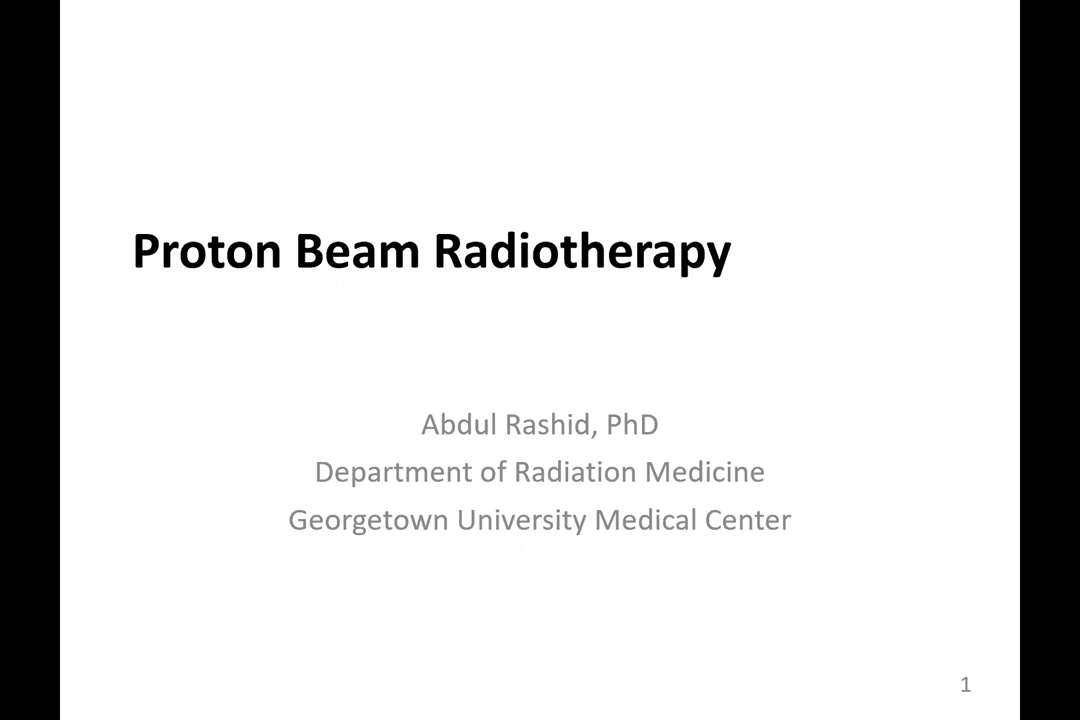 Proton Beam Radiotherapy
Abdul Rashid, PhD
Department of Radiation Medicine
Georgetown University Medical Center
1